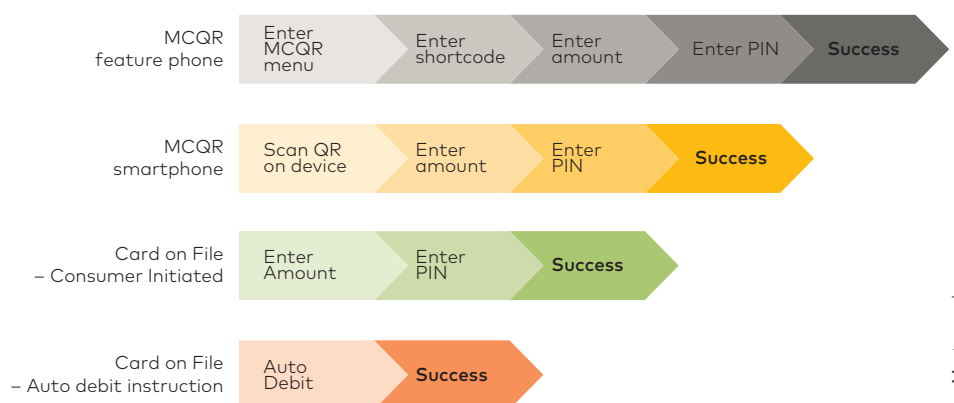 MCQR
feature phone
Enter
MCQR
menu
Enter
shortcode
Enter
amount
Enter PIN
Success
MCQR
smartphone
Scan QR
on device
Enter
amount
Enter
PIN
Success
Card on File
– Consumer Initiated
Enter
Amount
Enter
PIN
Success
Card on File
– Auto debit instruction
Auto
Debit
Success